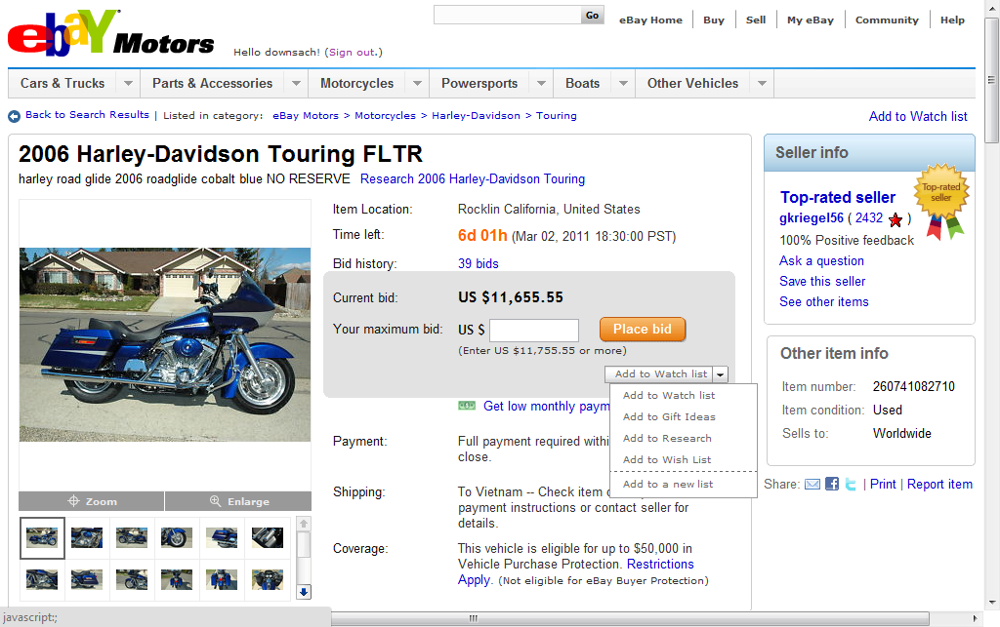 ebay Motors
Hello downsach! (Sign out.)
Go
eBay Home Buy Sell My eBay Community Help
Cars & Trucks Parts & Accessories Motorcycles Powersports Boats Other Vehicles
Back to Search Results | Listed in category: eBay Motors > Motorcycles > Harley-Davidson > Touring
Add to Watch list
2006 Harley-Davidson Touring FLTR
harley road glide 2006 roadglide cobalt blue NO RESERVE Research 2006 Harley-Davidson Touring
Item Location: Rocklin California, United States
Time left: 6d 01h (Mar 02, 2011 18:30:00 PST)
Bid history: 39 bids
Current bid: US $11,655.55
Your maximum bid: US $ Place bid
(Enter US $11,755.55 or more)
Add to Watch list
Add to Watch list
Add to Gift Ideas
Add to Research
Add to Wish List
Add to a new list
Get low monthly paym
Payment: Full payment required withi
close.
Shipping: To Vietnam -- Check item
payment instructions or contact seller for
details.
Coverage: This vehicle is eligible for up to $50,000 in
Vehicle Purchase Protection. Restrictions
Apply. (Not eligible for eBay Buyer Protection)
Zoom Enlarge
Seller info
Top-rated seller
Top-rated
seller
gkriegel56 ( 2432 )
100% Positive feedback
Ask a question
Save this seller
See other items
Other item info
Item number: 260741082710
Item condition: Used
Sells to: Worldwide
Share: | Print | Report item
javascript:;